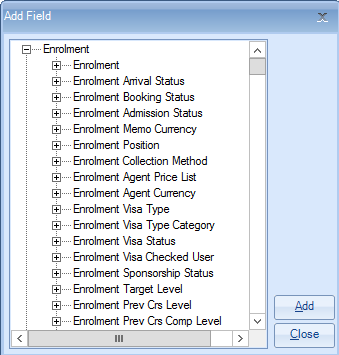 Add Field
Enrolment
Enrolment
Enrolment Arrival Status
Enrolment Booking Status
Enrolment Admission Status
Enrolment Memo Currency
Enrolment Position
Enrolment Collection Method
Enrolment Agent Price List
Enrolment Agent Currency
Enrolment Visa Type
Enrolment Visa Type Category
Enrolment Visa Status
Enrolment Visa Checked User
Enrolment Sponsorship Status
Enrolment Target Level
Enrolment Prev Crs Level
Enrolment Prev Crs Comp Level
Add
Close